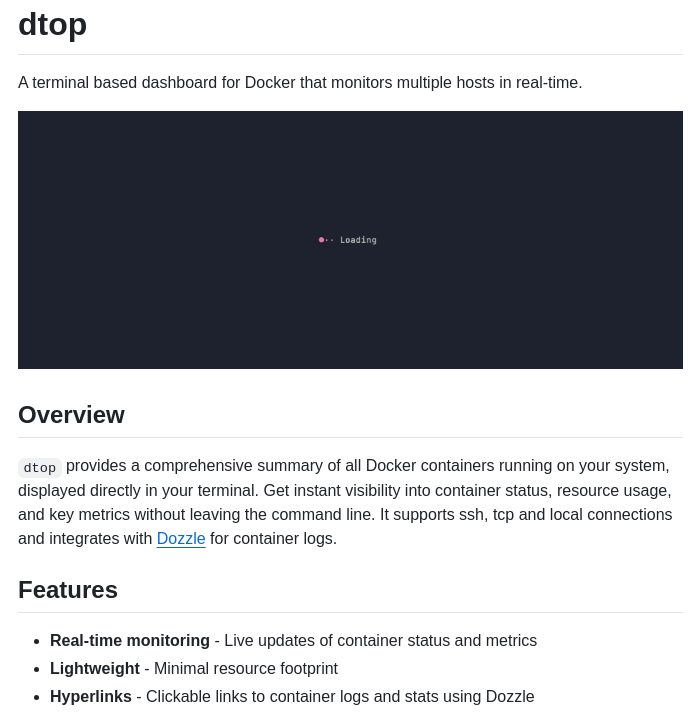 dtop
A terminal based dashboard for Docker that monitors multiple hosts in real-time.
Loading
Overview
dtop provides a comprehensive summary of all Docker containers running on your system,
displayed directly in your terminal. Get instant visibility into container status, resource usage,
and key metrics without leaving the command line. It supports ssh, tcp and local connections
and integrates with Dozzle for container logs.
Features
• Real-time monitoring - Live updates of container status and metrics
• Lightweight - Minimal resource footprint
• Hyperlinks - Clickable links to container logs and stats using Dozzle